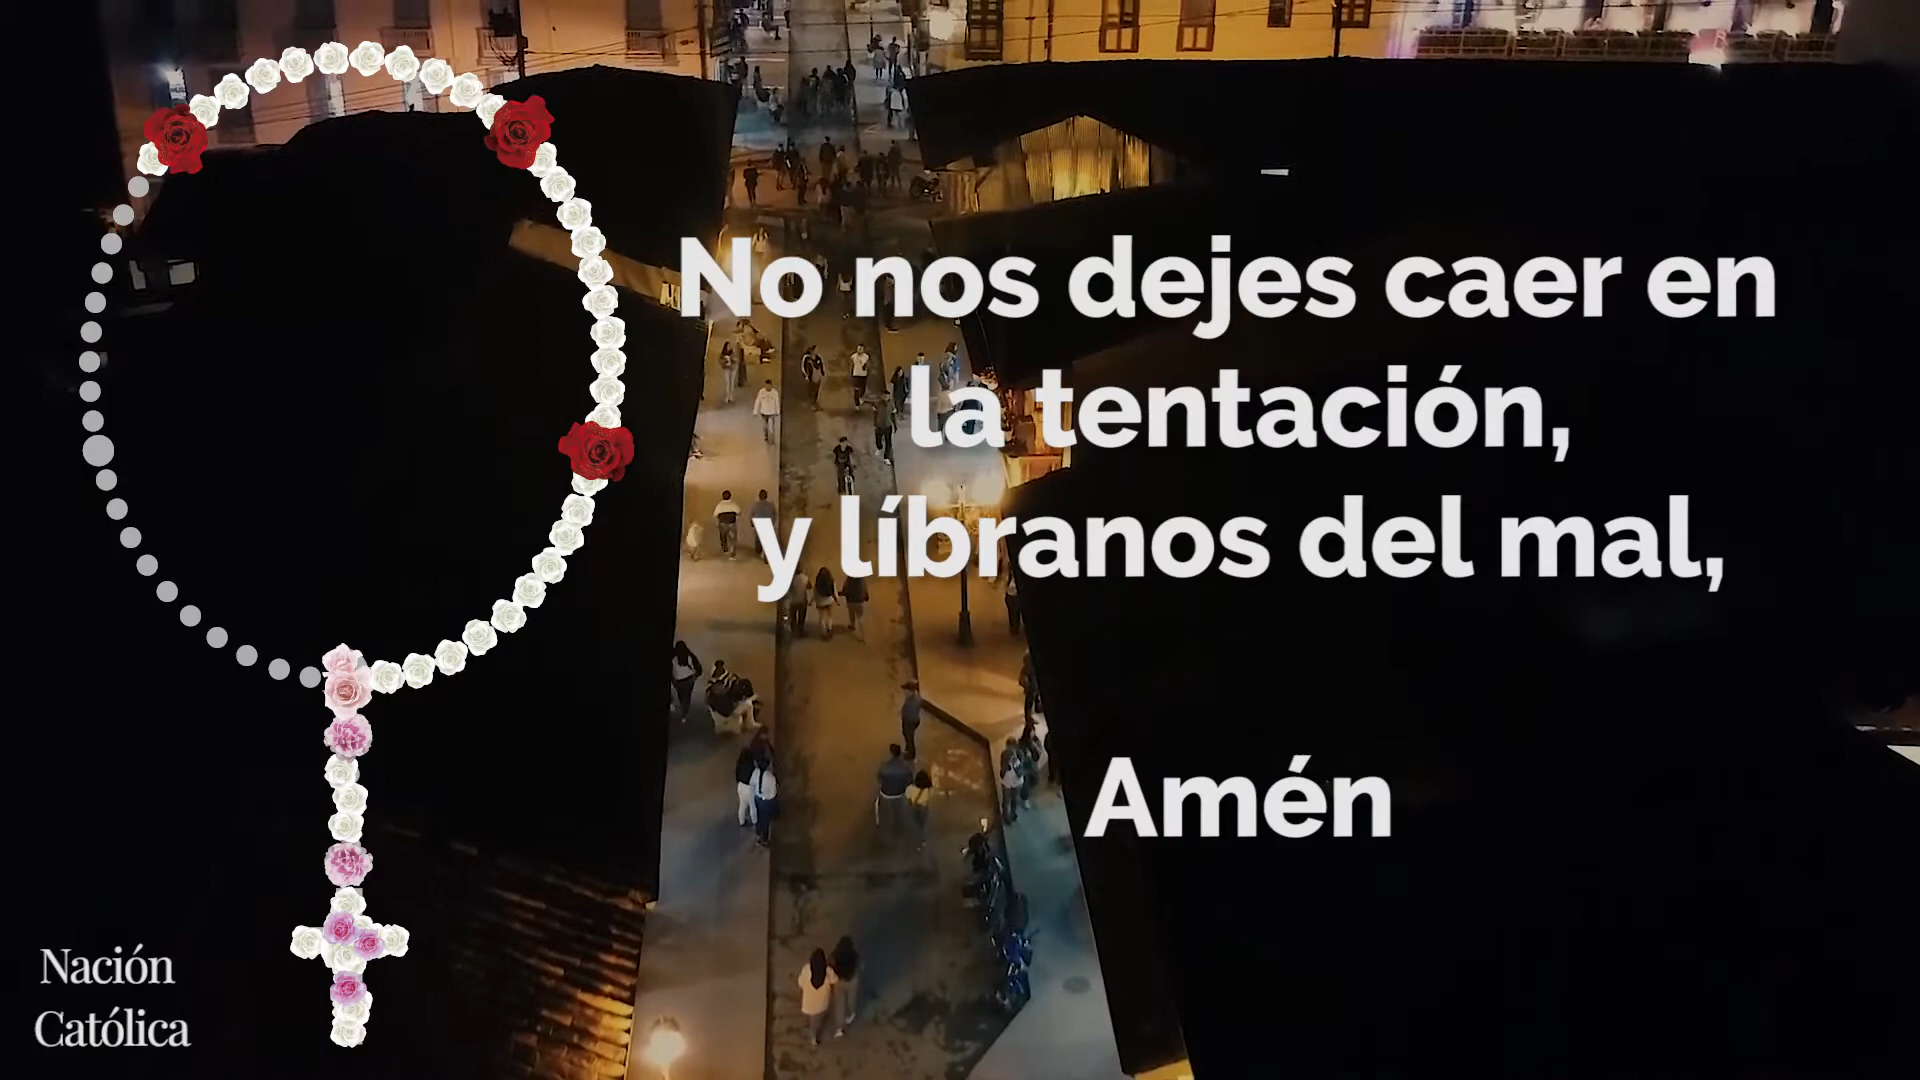 No nos dejes caer en
la tentación,
y líbranos del mal,
Amén
Nación
Católica